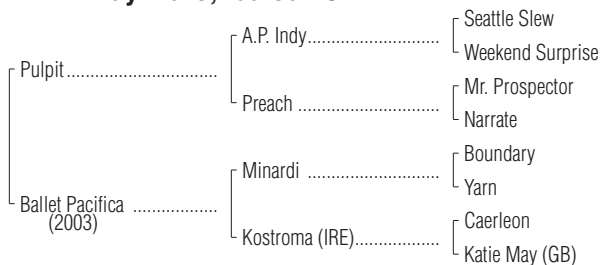 Seattle Slew
A.P. Indy
Weekend Surprise
Pulpit
Mr. Prospector
Preach
Narrate
Boundary
Minardi
Yarn
Ballet Pacifica
(2003)
Caerleon
Kostroma (IRE)
Katie May (GB)